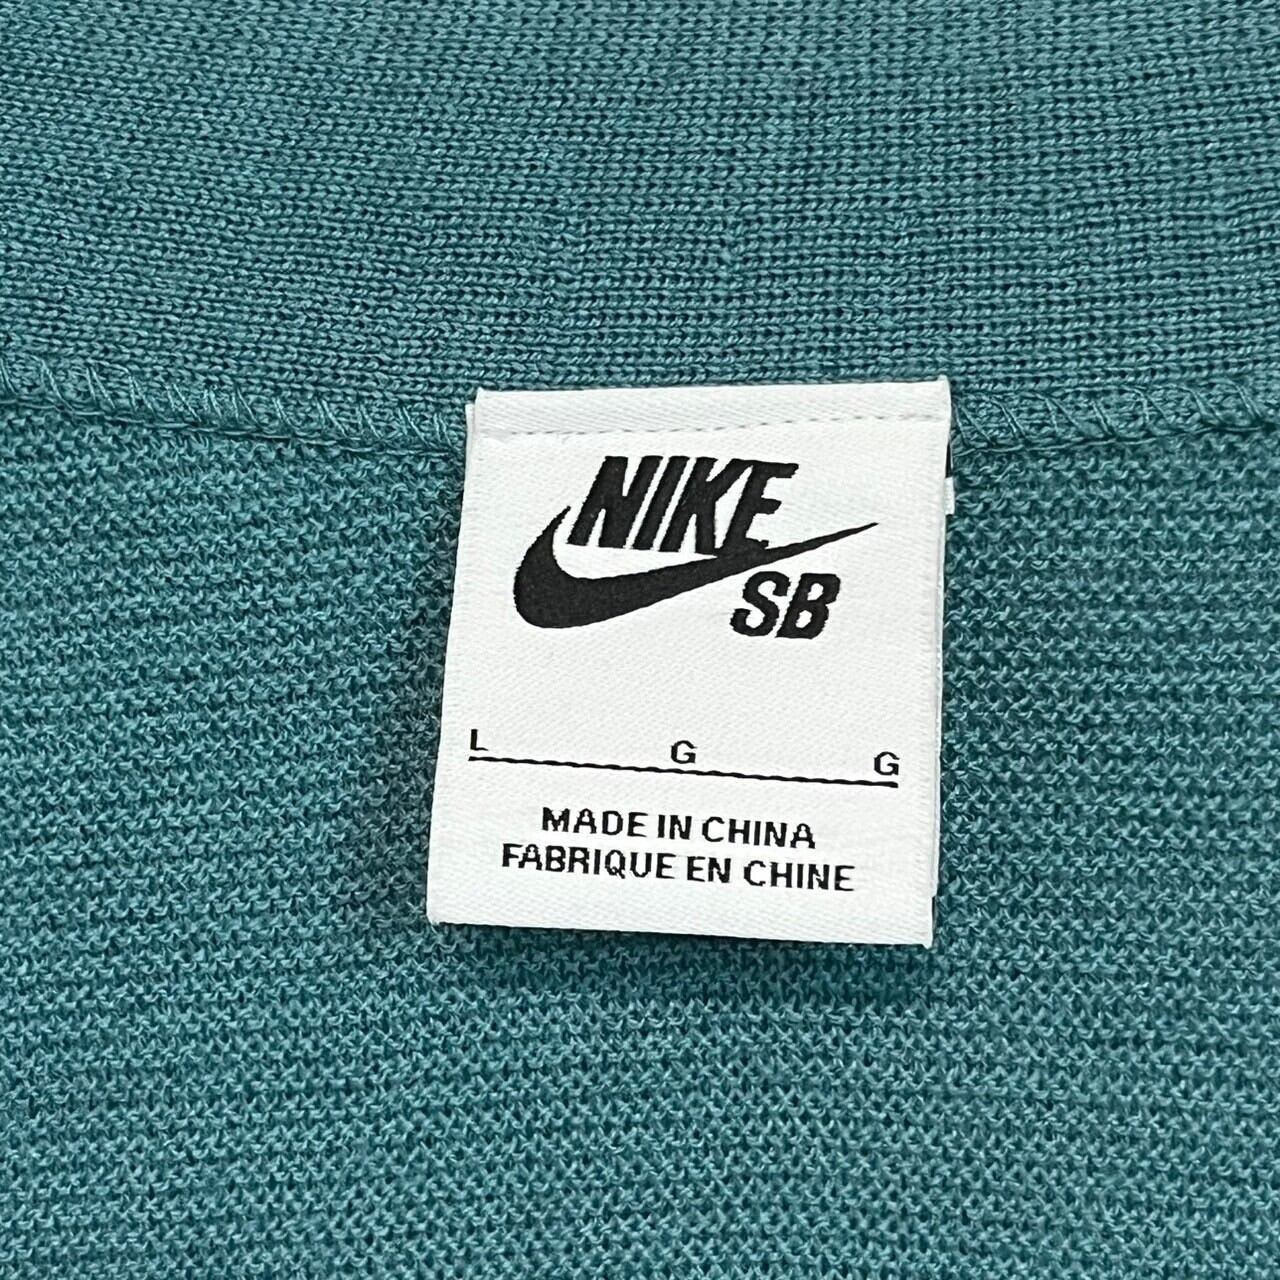 NIKE
SB
L G G
MADE IN CHINA
FABRIQUE EN CHINE